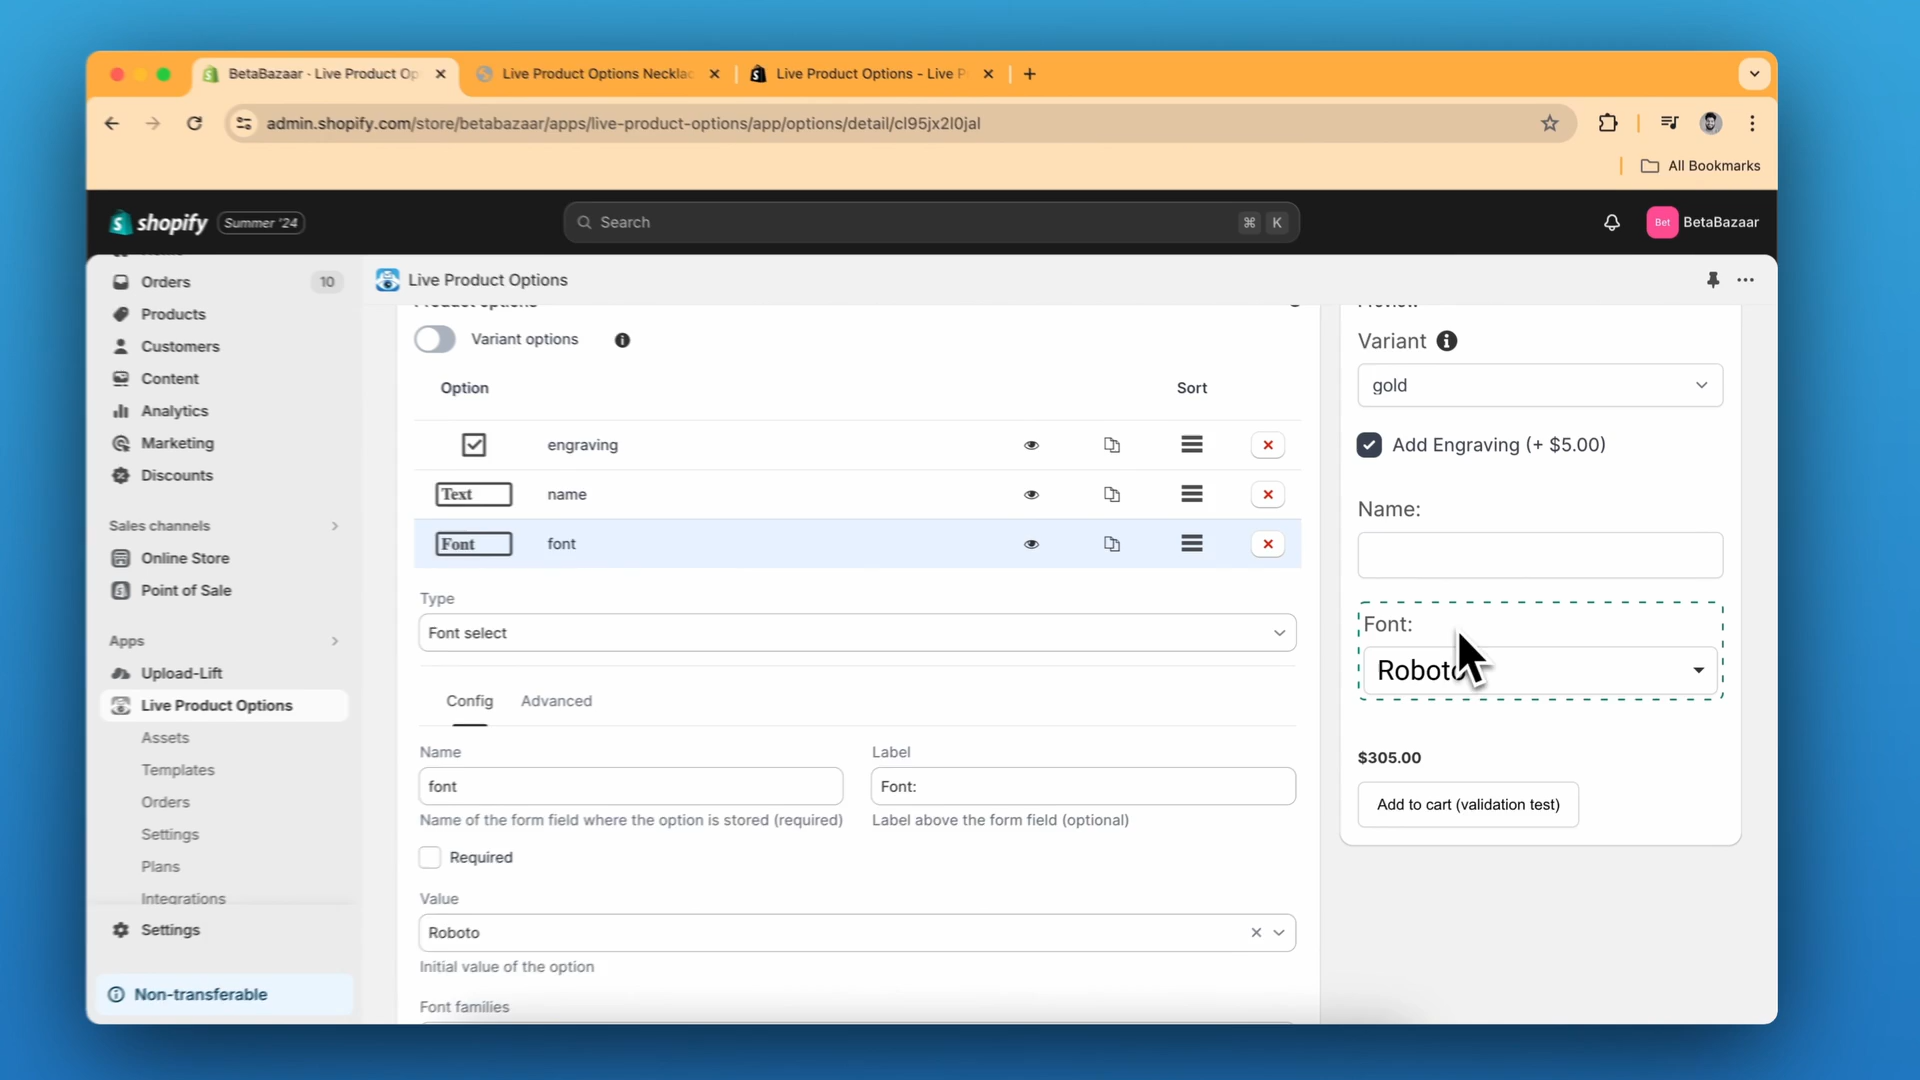 BetaBazaar · Live Product Op
Live Product Options Necklac
Live Product Options - Live P
admin.shopify.com/store/betabazaar/apps/live-product-options/app/options/detail/cl95jx2l0jal
All Bookmarks
shopify
Summer '24
Search
⌘ K
Bet
BetaBazaar
Orders
10
Products
Customers
Content
Analytics
Marketing
Discounts
Sales channels
Online Store
Point of Sale
Apps
Upload-Lift
Live Product Options
Assets
Templates
Orders
Settings
Plans
Integrations
Settings
Non-transferable
Live Product Options
Product options
Variant options
Option
Sort
engraving
Text
name
Font
font
Type
Font select
Config
Advanced
Name
Label
font
Font:
Name of the form field where the option is stored (required)
Label above the form field (optional)
Required
Value
Roboto
Initial value of the option
Font families
Preview
Variant
gold
Add Engraving (+ $5.00)
Name:
Font:
Roboto
$305.00
Add to cart (validation test)